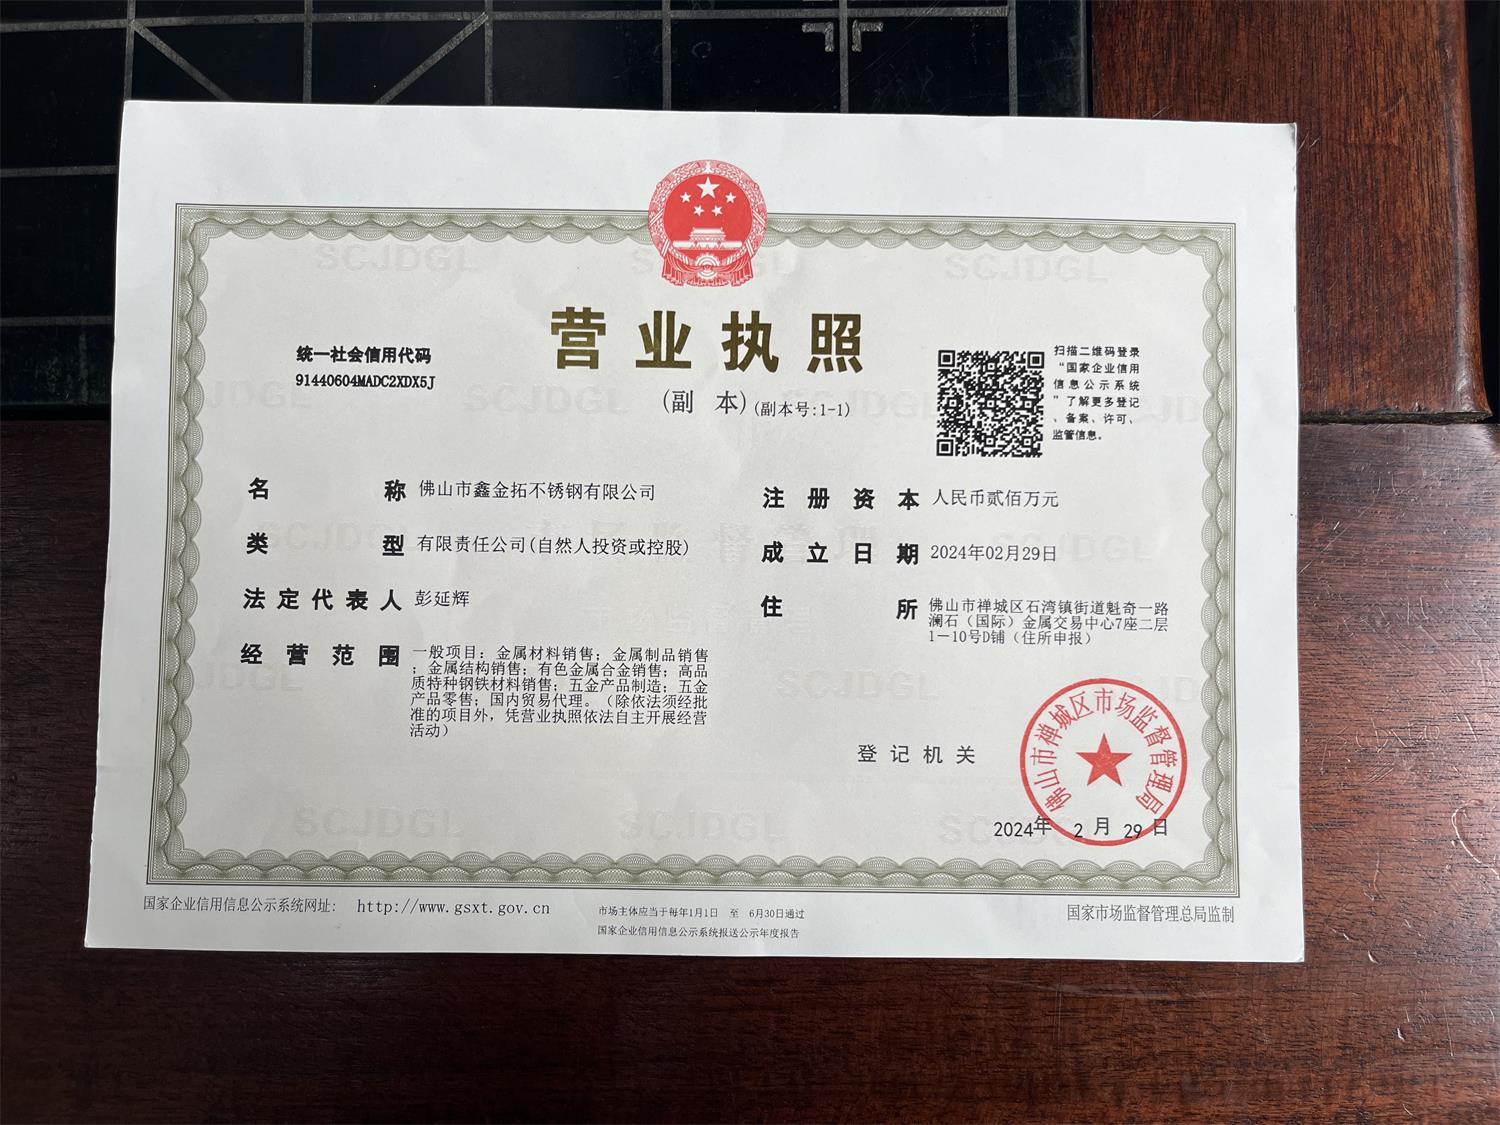 营业执照
(副 本)(副本号:1-1)
统一社会信用代码
91440604MADC2XDX5J
扫描二维码登录
“国家企业信用
信息公示系统
”了解更多登记
、备案、许可、
监管信息。
名 称 佛山市鑫金拓不锈钢有限公司
类 型 有限责任公司(自然人投资或控股)
法定代表人 彭延辉
经营范围 一般项目：金属材料销售；金属制品销售
；金属结构销售；有色金属合金销售；高品
质特种钢铁材料销售；五金产品制造；五金
产品零售；国内贸易代理。（除依法须经批
准的项目外，凭营业执照依法自主开展经营
活动）
注册资本 人民币贰佰万元
成立日期 2024年02月29日
住 所 佛山市禅城区石湾镇街道魁奇一路
澜石（国际）金属交易中心7座二层
1－10号D铺（住所申报）
登记机关
佛山市禅城区市场监督管理局
2024年 2 月 29 日
国家企业信用信息公示系统网址： http://www.gsxt.gov.cn
市场主体应当于每年1月1日 至 6月30日通过
国家企业信用信息公示系统报送公示年度报告
国家市场监督管理总局监制